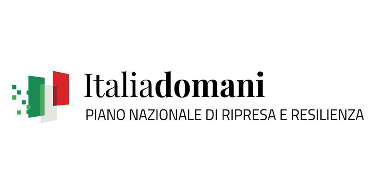 Italiadomani
PIANO NAZIONALE DI RIPRESA E RESILIENZA